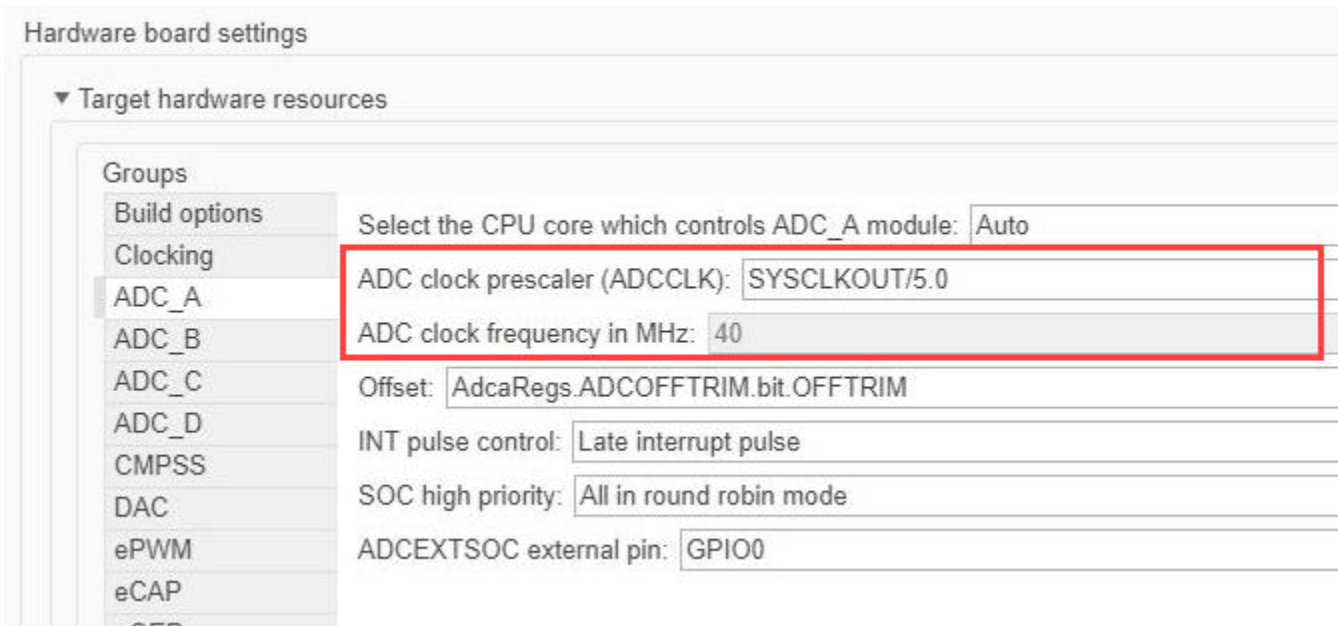 Hardware board settings
▼ Target hardware resources
Groups
Build options
Clocking
ADC_A
ADC_B
ADC_C
ADC_D
CMPSS
DAC
ePWM
eCAP
Select the CPU core which controls ADC_A module: Auto
ADC clock prescaler (ADCCLK): SYSCLKOUT/5.0
ADC clock frequency in MHz: 40
Offset: AdcaRegs.ADCOFFTRIM.bit.OFFTRIM
INT pulse control: Late interrupt pulse
SOC high priority: All in round robin mode
ADCEXTSOC external pin: GPIO0